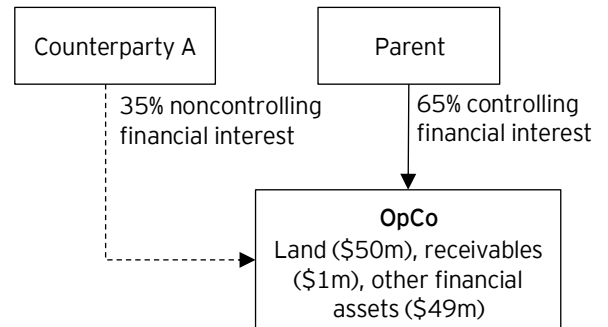 Counterparty A
Parent
35% noncontrolling
financial interest
65% controlling
financial interest
OpCo
Land ($50m), receivables
($1m), other financial
assets ($49m)